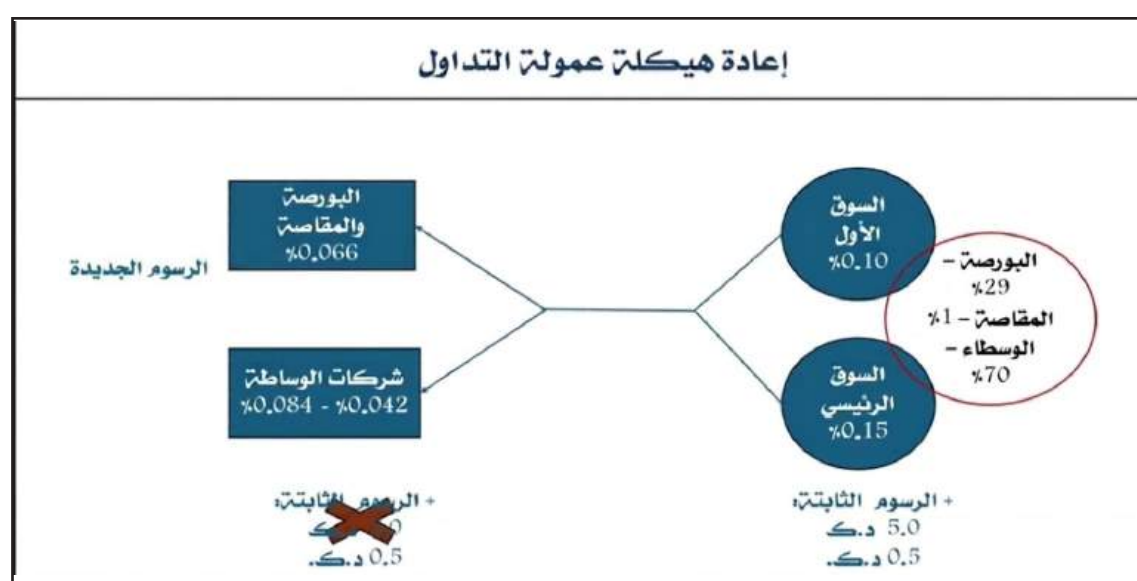 إعادة هيكلة عمولة التداول
السوق
الأول
%0.10
البورصة –
%29
المقاصة – 1%
الوسطاء –
%70
السوق
الرئيسي
%0.15
+ الرسوم الثابتة:
5.0 د.ك
0.5 د.ك.
البورصة
والمقاصة
%0.066
الرسوم الجديدة
شركات الوساطة
%0.042 - %0.084
+ الرسوم الثابتة:
0.5 د.ك.